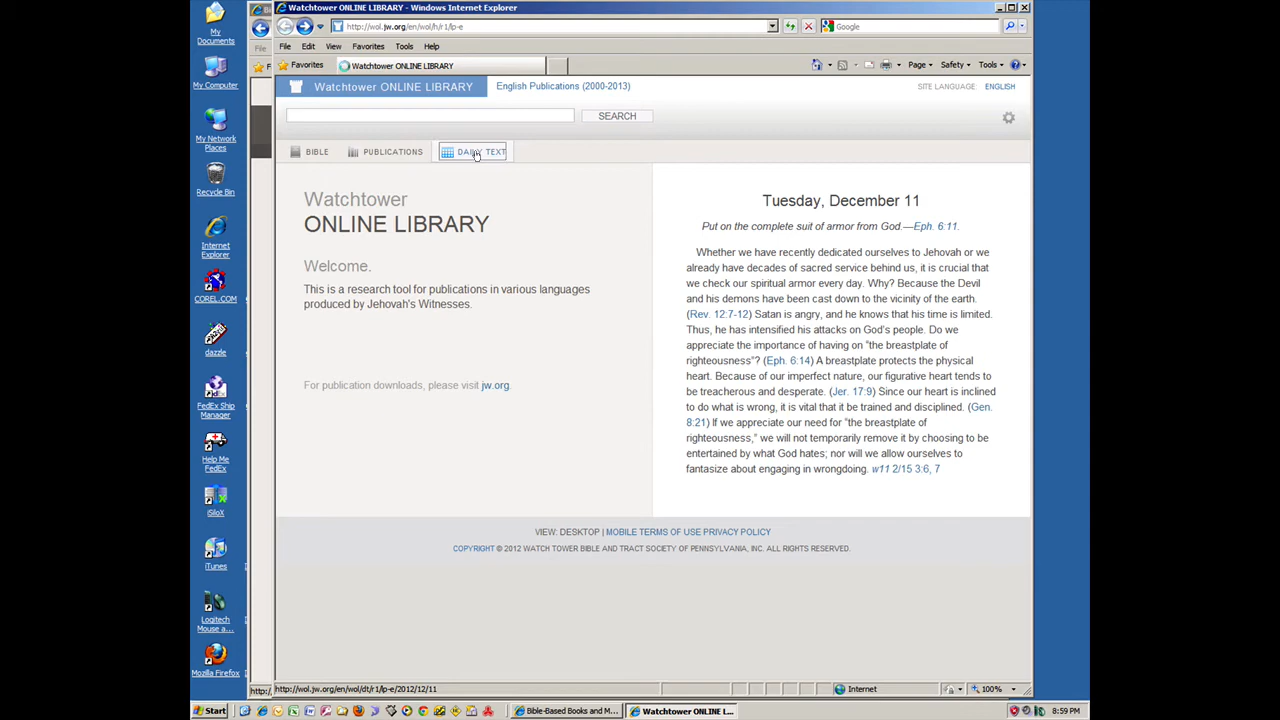 Watchtower ONLINE LIBRARY - Windows Internet Explorer
http://wol.jw.org/en/wol/h/r1/lp-e
Google
File Edit View Favorites Tools Help
Favorites
Watchtower ONLINE LIBRARY
Page Safety Tools
Watchtower ONLINE LIBRARY
English Publications (2000-2013)
SITE LANGUAGE: ENGLISH
SEARCH
BIBLE PUBLICATIONS DAILY TEXT
Watchtower
ONLINE LIBRARY
Welcome.
This is a research tool for publications in various languages
produced by Jehovah's Witnesses.
For publication downloads, please visit jw.org.
Tuesday, December 11
Put on the complete suit of armor from God.—Eph. 6:11.
Whether we have recently dedicated ourselves to Jehovah or we
already have decades of sacred service behind us, it is crucial that
we check our spiritual armor every day. Why? Because the Devil
and his demons have been cast down to the vicinity of the earth.
(Rev. 12:7-12) Satan is angry, and he knows that his time is limited.
Thus, he has intensified his attacks on God's people. Do we
appreciate the importance of having on "the breastplate of
righteousness"? (Eph. 6:14) A breastplate protects the physical
heart. Because of our imperfect nature, our figurative heart tends to
be treacherous and desperate. (Jer. 17:9) Since our heart is inclined
to do what is wrong, it is vital that it be trained and disciplined. (Gen.
8:21) If we appreciate our need for "the breastplate of
righteousness," we will not temporarily remove it by choosing to be
entertained by what God hates; nor will we allow ourselves to
fantasize about engaging in wrongdoing. w11 2/15 3:6, 7
VIEW: DESKTOP | MOBILE TERMS OF USE PRIVACY POLICY
COPYRIGHT © 2012 WATCH TOWER BIBLE AND TRACT SOCIETY OF PENNSYLVANIA, INC. ALL RIGHTS RESERVED.
http://wol.jw.org/en/wol/dt/r1/lp-e/2012/12/11
Internet
100%
My
Documents
My Computer
My Network
Places
Recycle Bin
Internet
Explorer
COREL.COM
dazzle
FedEx Ship
Manager
Help Me
FedEx
iSiloX
iTunes
Logitech
Mouse a...
Mozilla Firefox
File
http:/
Start
Bible-Based Books and M...
Watchtower ONLINE L...
8:59 PM